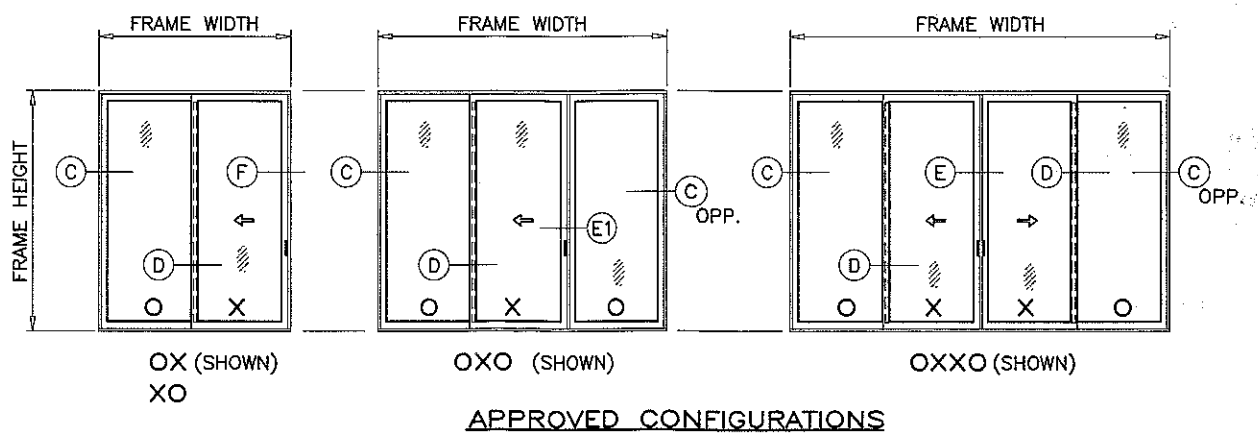 FRAME WIDTH
FRAME WIDTH
FRAME WIDTH
FRAME HEIGHT
C
F
D
O X
C
C
OPP.
E1
D
O X O
C
E
D
C
OPP.
D
O X X O
OX (SHOWN)
XO
OXO (SHOWN)
OXXO (SHOWN)
APPROVED CONFIGURATIONS